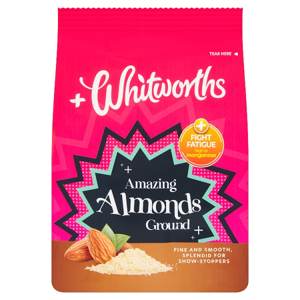 TEAR HERE
+Whitworths
+
FIGHT
FATIGUE
Manganese
Amazing
Almonds
Ground
FINE AND SMOOTH,
SPLENDID FOR
SHOW-STOPPERS